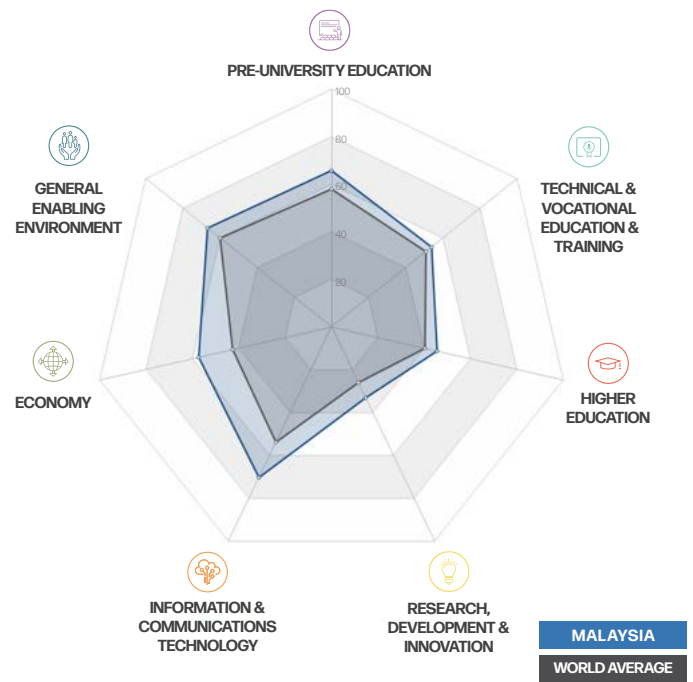 PRE-UNIVERSITY EDUCATION
100
80
60
40
20
GENERAL
ENABLING
ENVIRONMENT
TECHNICAL &
VOCATIONAL
EDUCATION &
TRAINING
ECONOMY
HIGHER
EDUCATION
INFORMATION &
COMMUNICATIONS
TECHNOLOGY
RESEARCH,
DEVELOPMENT &
INNOVATION
MALAYSIA
WORLD AVERAGE